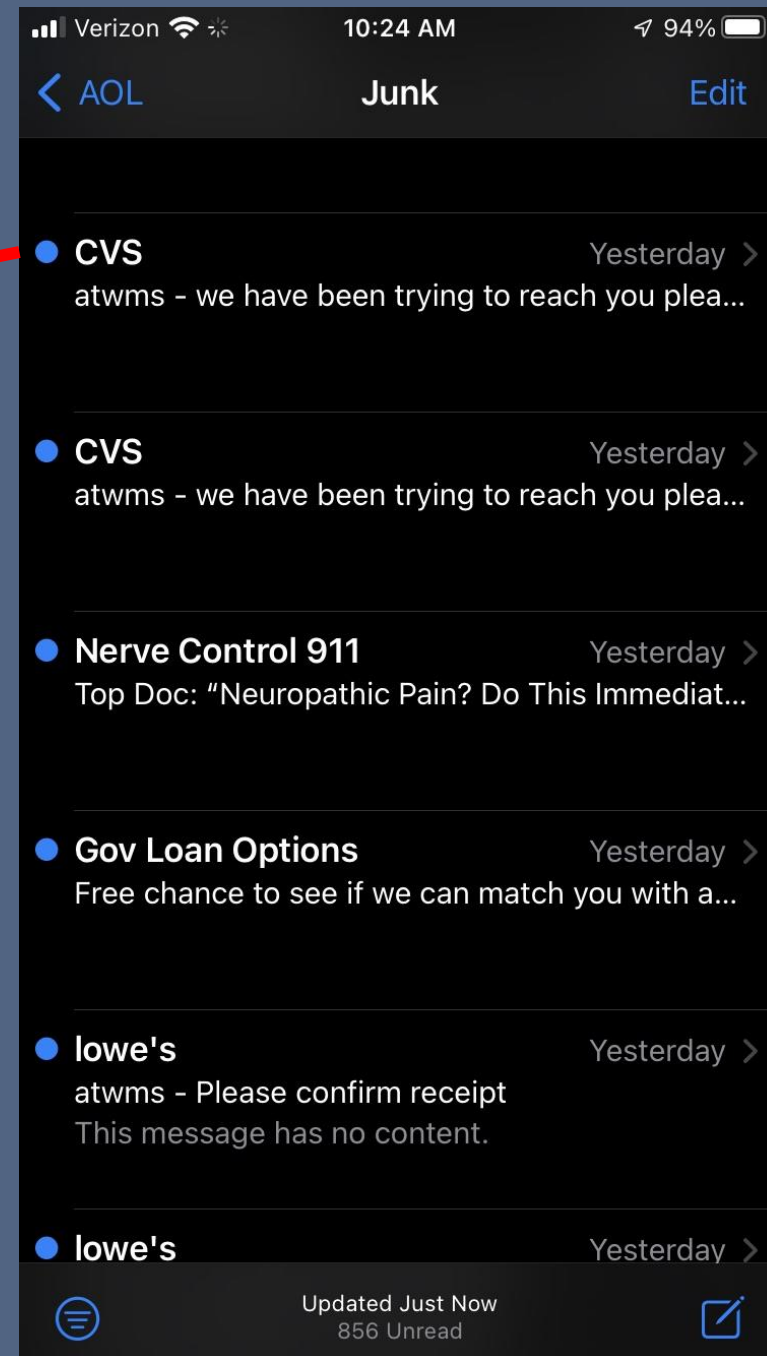 Verizon 10:24 AM 94%
AOL Junk Edit
CVS Yesterday
atwms - we have been trying to reach you plea...
CVS Yesterday
atwms - we have been trying to reach you plea...
Nerve Control 911 Yesterday
Top Doc: “Neuropathic Pain? Do This Immediat...
Gov Loan Options Yesterday
Free chance to see if we can match you with a...
lowe's Yesterday
atwms - Please confirm receipt
This message has no content.
lowe's Yesterday
Updated Just Now
856 Unread